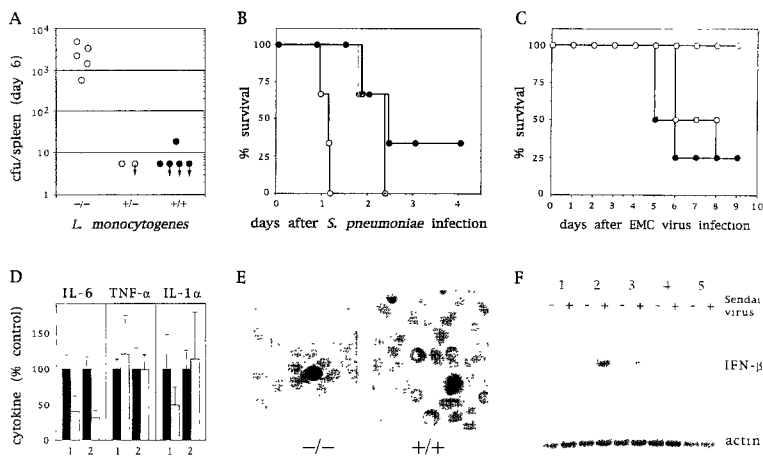 A
cfu/spleen (day 6)
10⁴
10³
10²
10
1
−/− +/− +/+
L. monocytogenes
B
% survival
100
75
50
25
0
0 1 2 3 4
days after S. pneumoniae infection
C
% survival
100
75
50
25
0
0 1 2 3 4 5 6 7 8 9
days after EMC virus infection
D
IL-6 TNF-α IL-1α
cytokine (% control)
150
100
50
0
1 2 1 2 1 2
E
−/− +/+
F
1 2 3 4 5
− + − + − + − + − +
Sendai
virus
IFN-β
actin